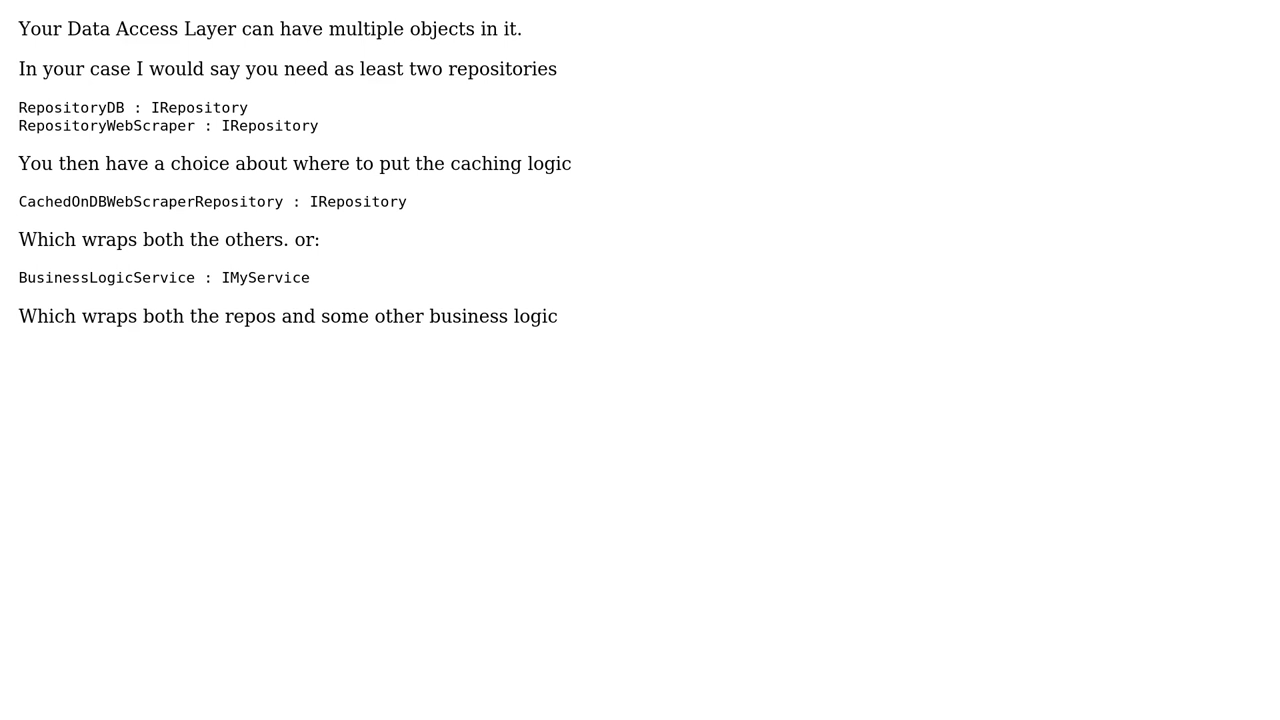 Your Data Access Layer can have multiple objects in it.
In your case I would say you need as least two repositories
RepositoryDB : IRepository
RepositoryWebScraper : IRepository
You then have a choice about where to put the caching logic
CachedOnDBWebScraperRepository : IRepository
Which wraps both the others. or:
BusinessLogicService : IMyService
Which wraps both the repos and some other business logic